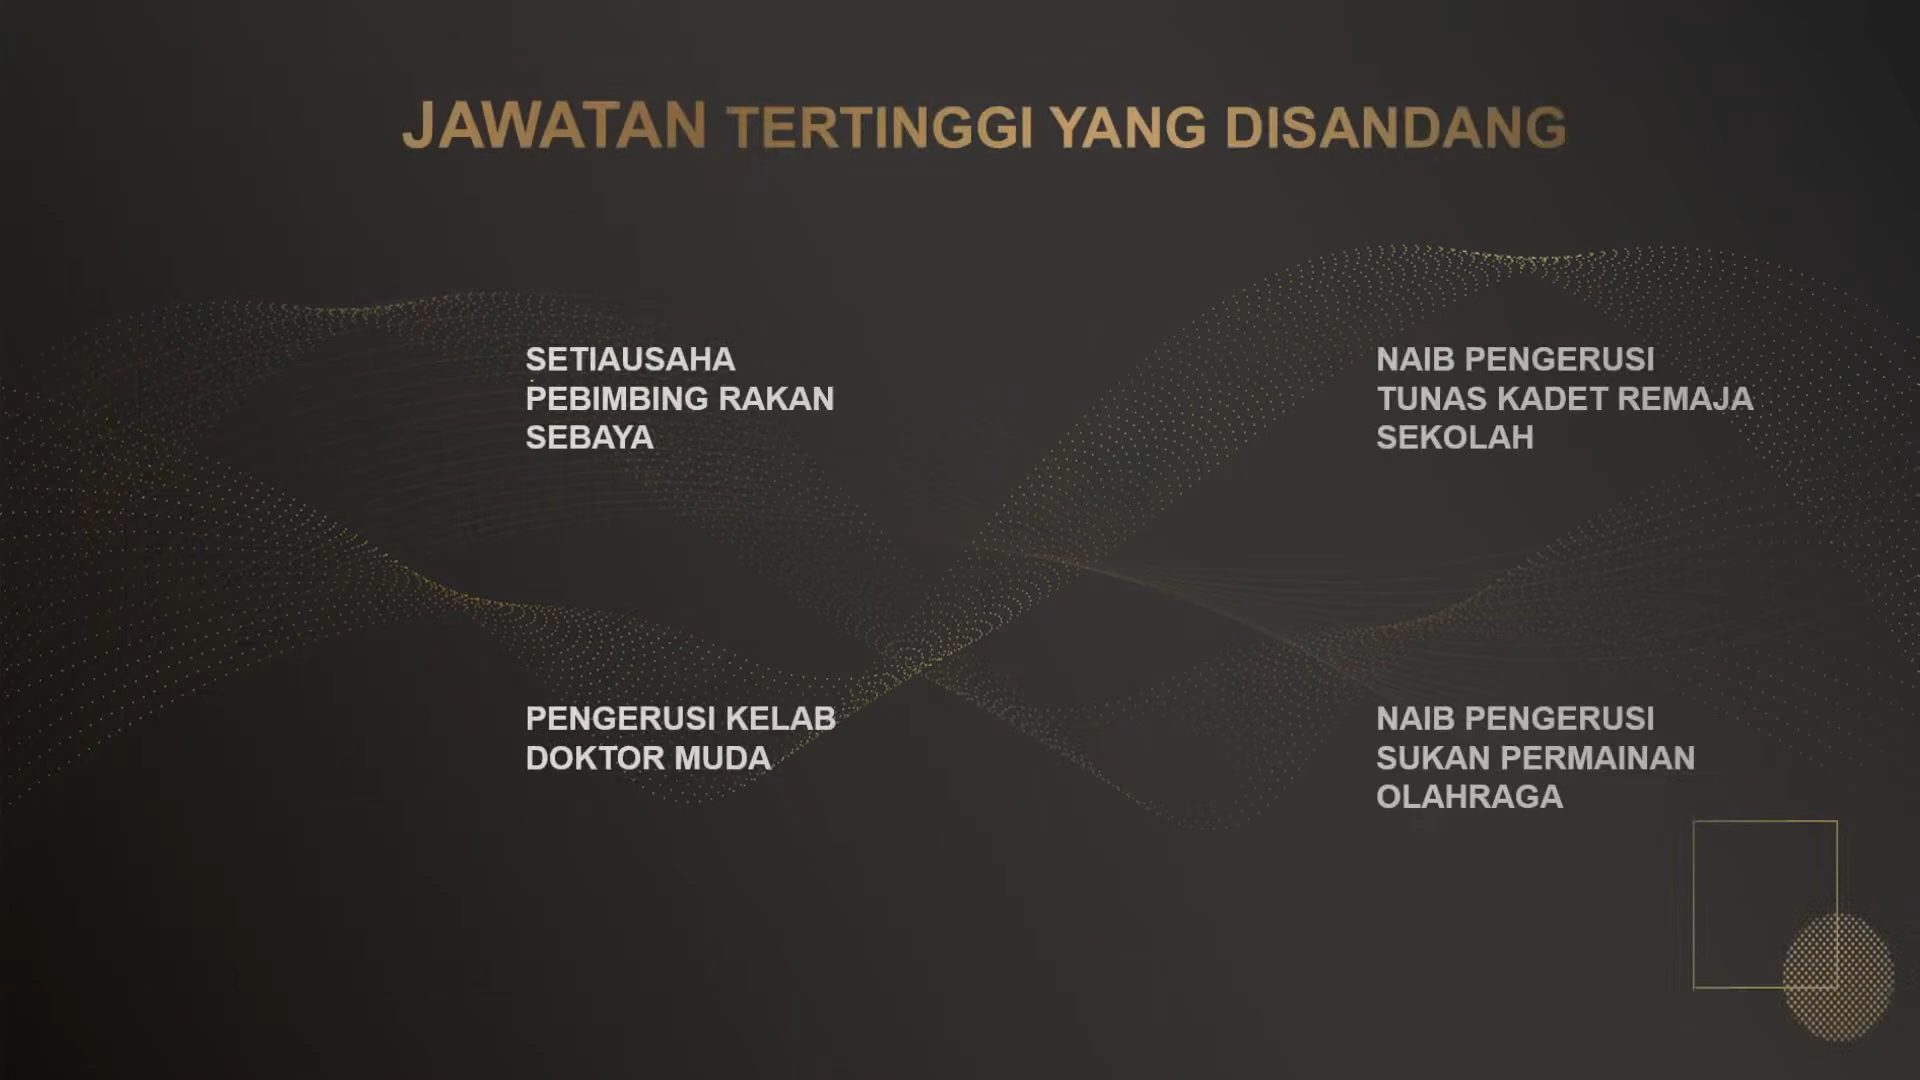 JAWATAN TERTINGGI YANG DISANDANG
SETIAUSAHA
PEBIMBING RAKAN
SEBAYA
NAIB PENGERUSI
TUNAS KADET REMAJA
SEKOLAH
PENGERUSI KELAB
DOKTOR MUDA
NAIB PENGERUSI
SUKAN PERMAINAN
OLAHRAGA